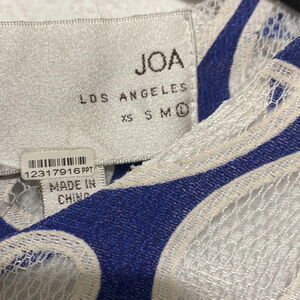 JOA
LOS ANGELES
XS S M L
12317916PPT
MADE IN
CHINA